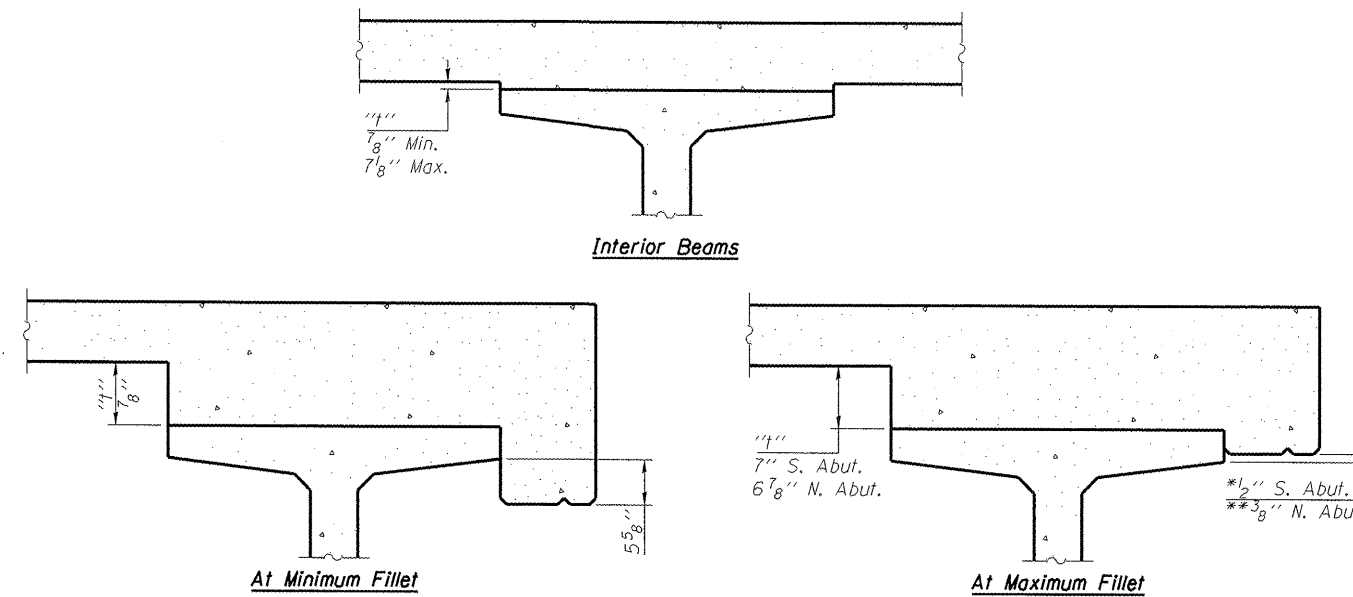 "t"
7/8" Min.
7 1/8" Max.
Interior Beams
"t"
7/8"
5 5/8"
At Minimum Fillet
"t"
7" S. Abut.
6 7/8" N. Abut.
*1/2" S. Abut.
**3/8" N. Abu
At Maximum Fillet